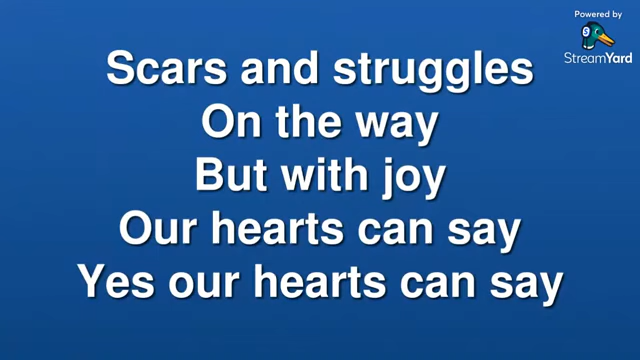 Powered by
StreamYard
Scars and struggles
On the way
But with joy
Our hearts can say
Yes our hearts can say